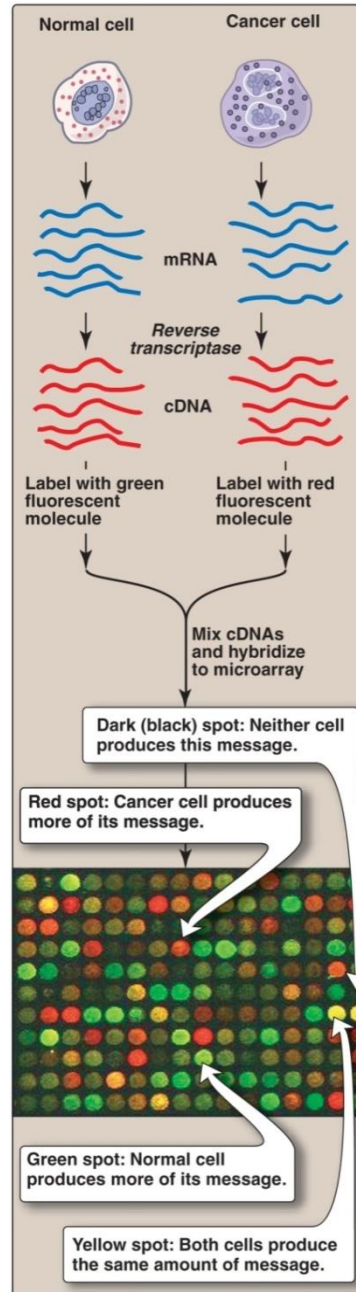 Normal cell
Cancer cell
mRNA
Reverse
transcriptase
cDNA
Label with green
fluorescent
molecule
Label with red
fluorescent
molecule
Mix cDNAs
and hybridize
to microarray
Dark (black) spot: Neither cell
produces this message.
Red spot: Cancer cell produces
more of its message.
Green spot: Normal cell
produces more of its message.
Yellow spot: Both cells produce
the same amount of message.